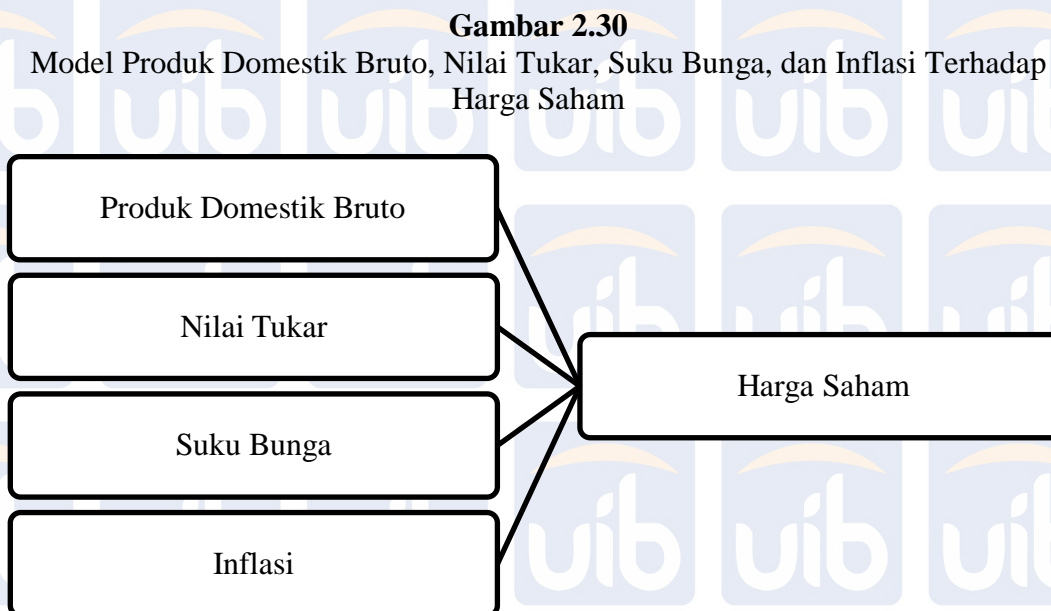 Gambar 2.30
Model Produk Domestik Bruto, Nilai Tukar, Suku Bunga, dan Inflasi Terhadap
Harga Saham
Produk Domestik Bruto
Nilai Tukar
Suku Bunga
Harga Saham
Inflasi
uib